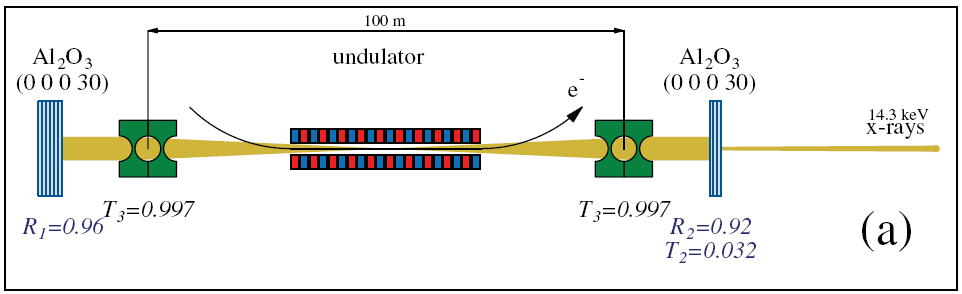 100 m
Al₂O₃
(0 0 0 30)
undulator
e⁻
Al₂O₃
(0 0 0 30)
14.3 keV
x-rays
T₃=0.997
R₁=0.96
T₃=0.997
R₂=0.92
T₂=0.032
(a)